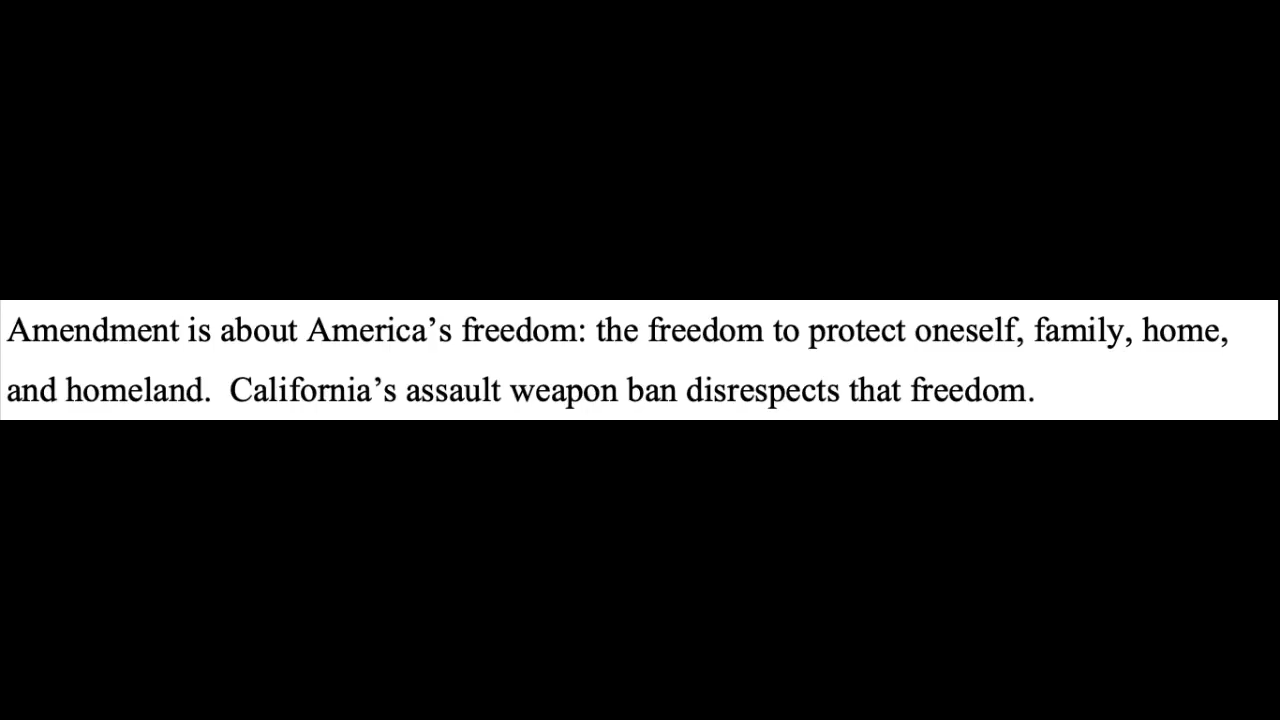 Amendment is about America’s freedom: the freedom to protect oneself, family, home,
and homeland.  California’s assault weapon ban disrespects that freedom.